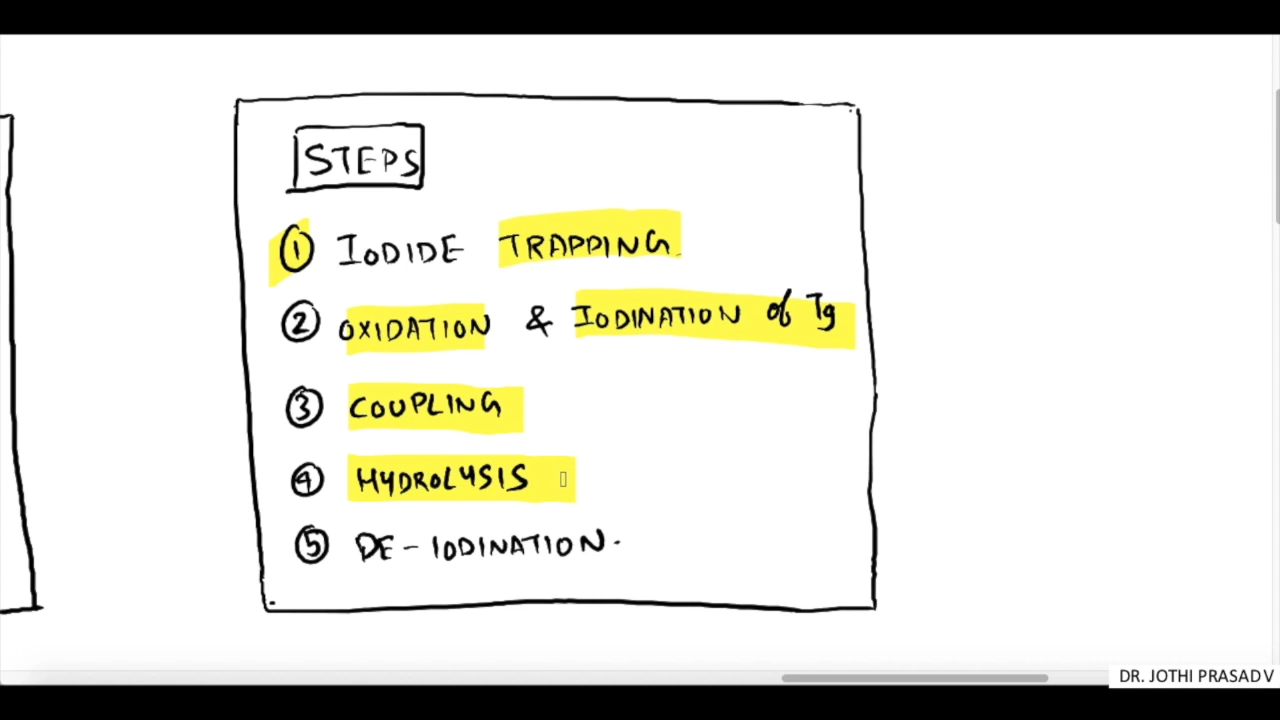 STEPS
① IODIDE TRAPPING
② OXIDATION & IODINATION of Tg
③ COUPLING
④ HYDROLYSIS
⑤ DE-IODINATION.
DR. JOTHI PRASAD V